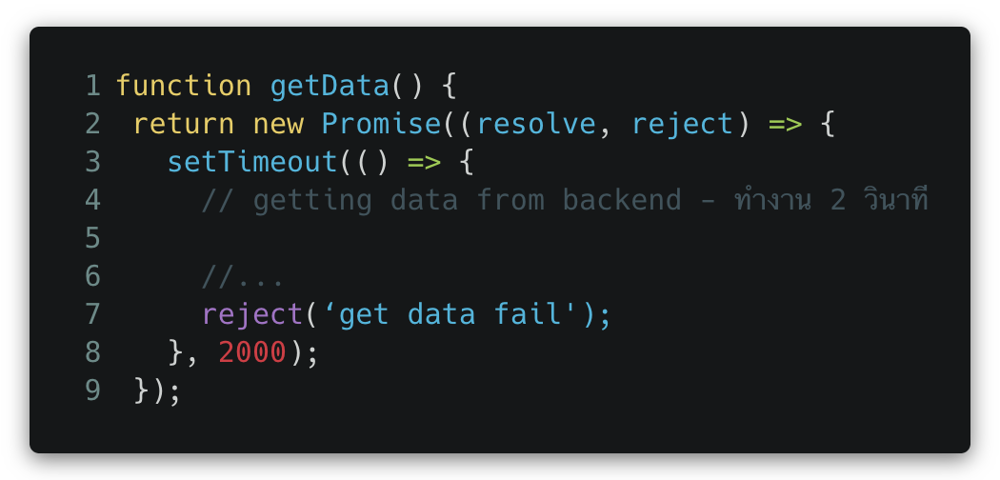 1 function getData() {
2 return new Promise((resolve, reject) => {
3 setTimeout(() => {
4 // getting data from backend – ทำงาน 2 วินาที
5
6 //...
7 reject(‘get data fail');
8 }, 2000);
9 });